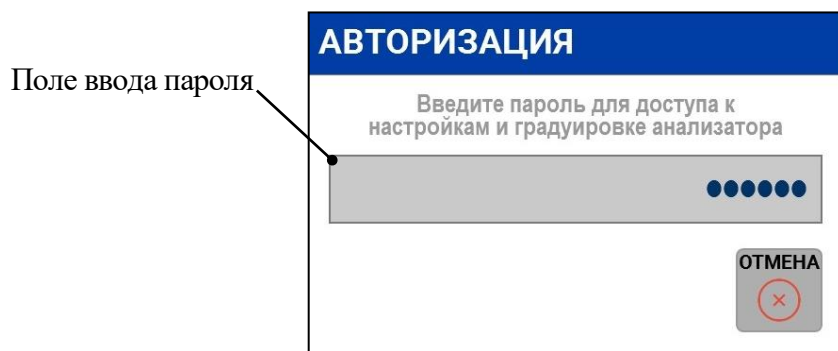 АВТОРИЗАЦИЯ
Поле ввода пароля
Введите пароль для доступа к
настройкам и градуировке анализатора
ОТМЕНА